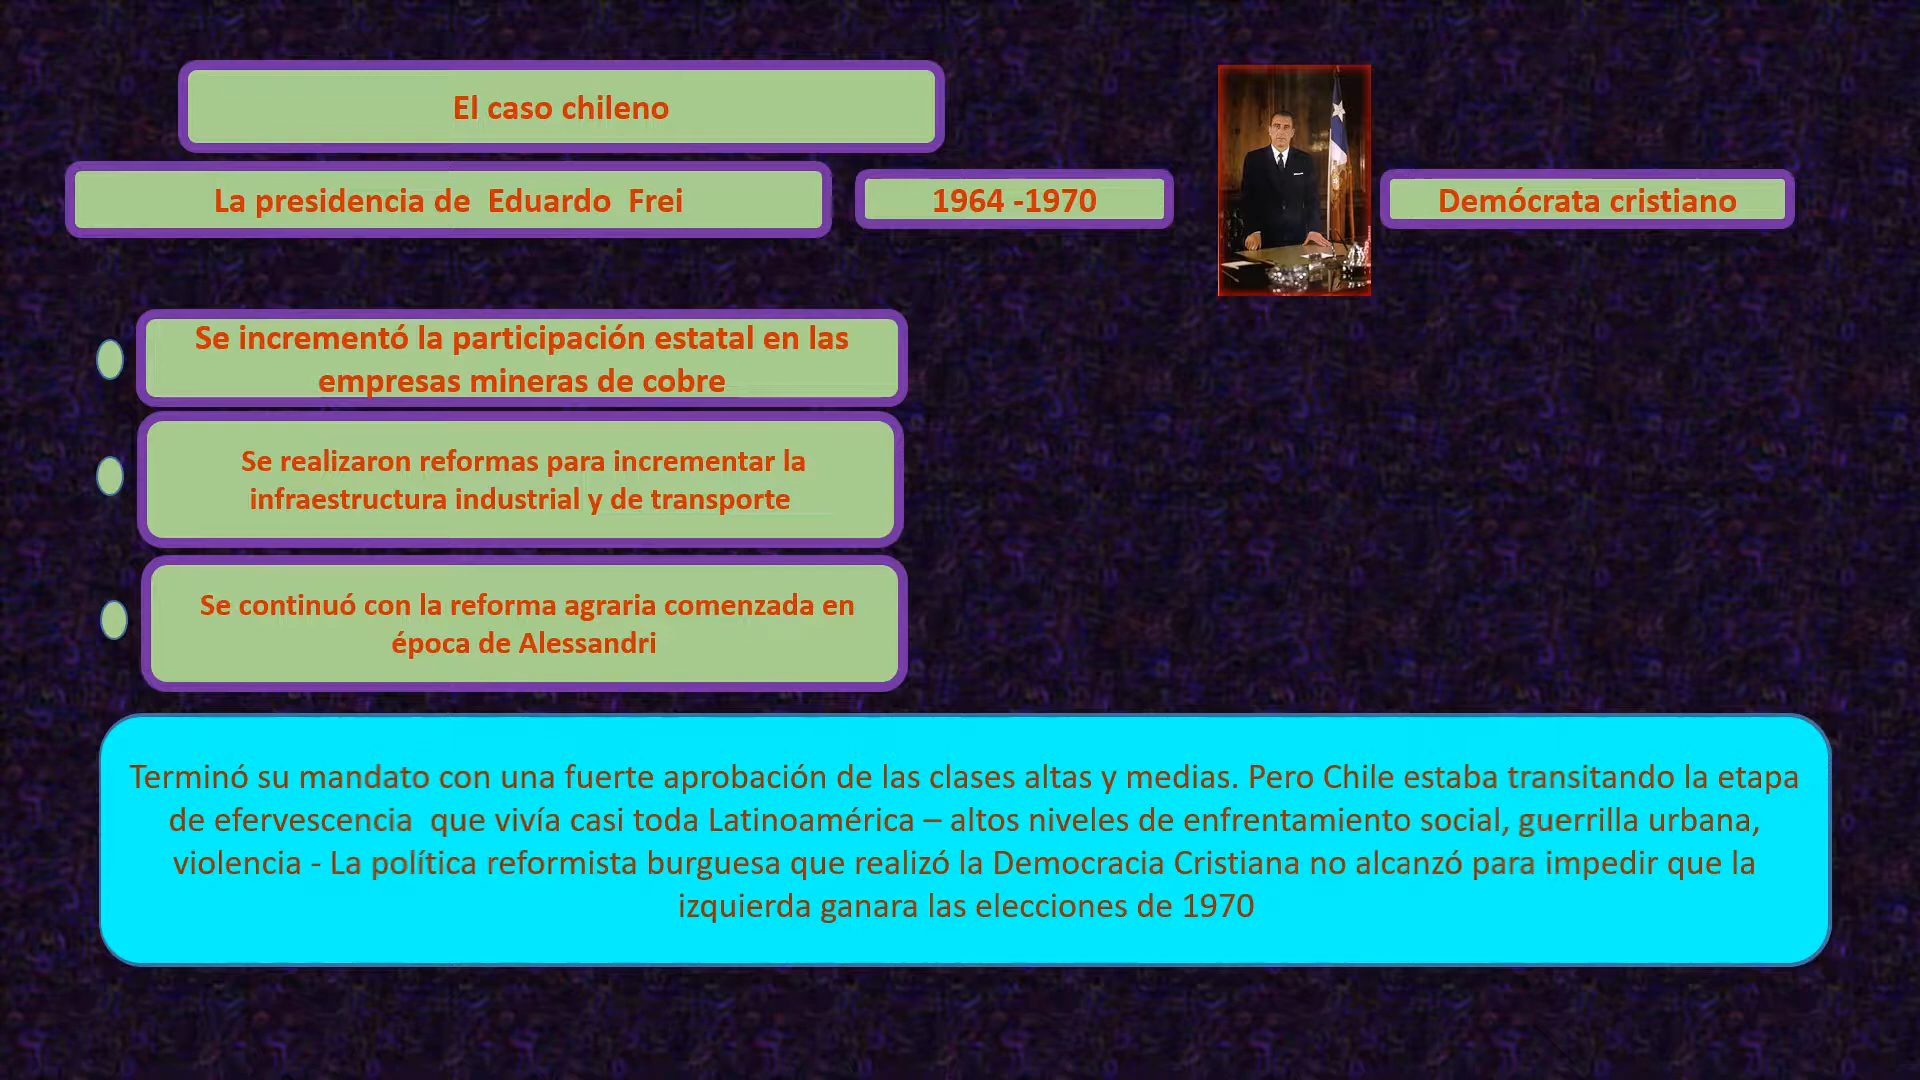 El caso chileno
La presidencia de  Eduardo  Frei
1964 -1970
Demócrata cristiano
Se incrementó la participación estatal en las
empresas mineras de cobre
Se realizaron reformas para incrementar la
infraestructura industrial y de transporte
Se continuó con la reforma agraria comenzada en
época de Alessandri
Terminó su mandato con una fuerte aprobación de las clases altas y medias. Pero Chile estaba transitando la etapa
de efervescencia  que vivía casi toda Latinoamérica – altos niveles de enfrentamiento social, guerrilla urbana,
violencia - La política reformista burguesa que realizó la Democracia Cristiana no alcanzó para impedir que la
izquierda ganara las elecciones de 1970